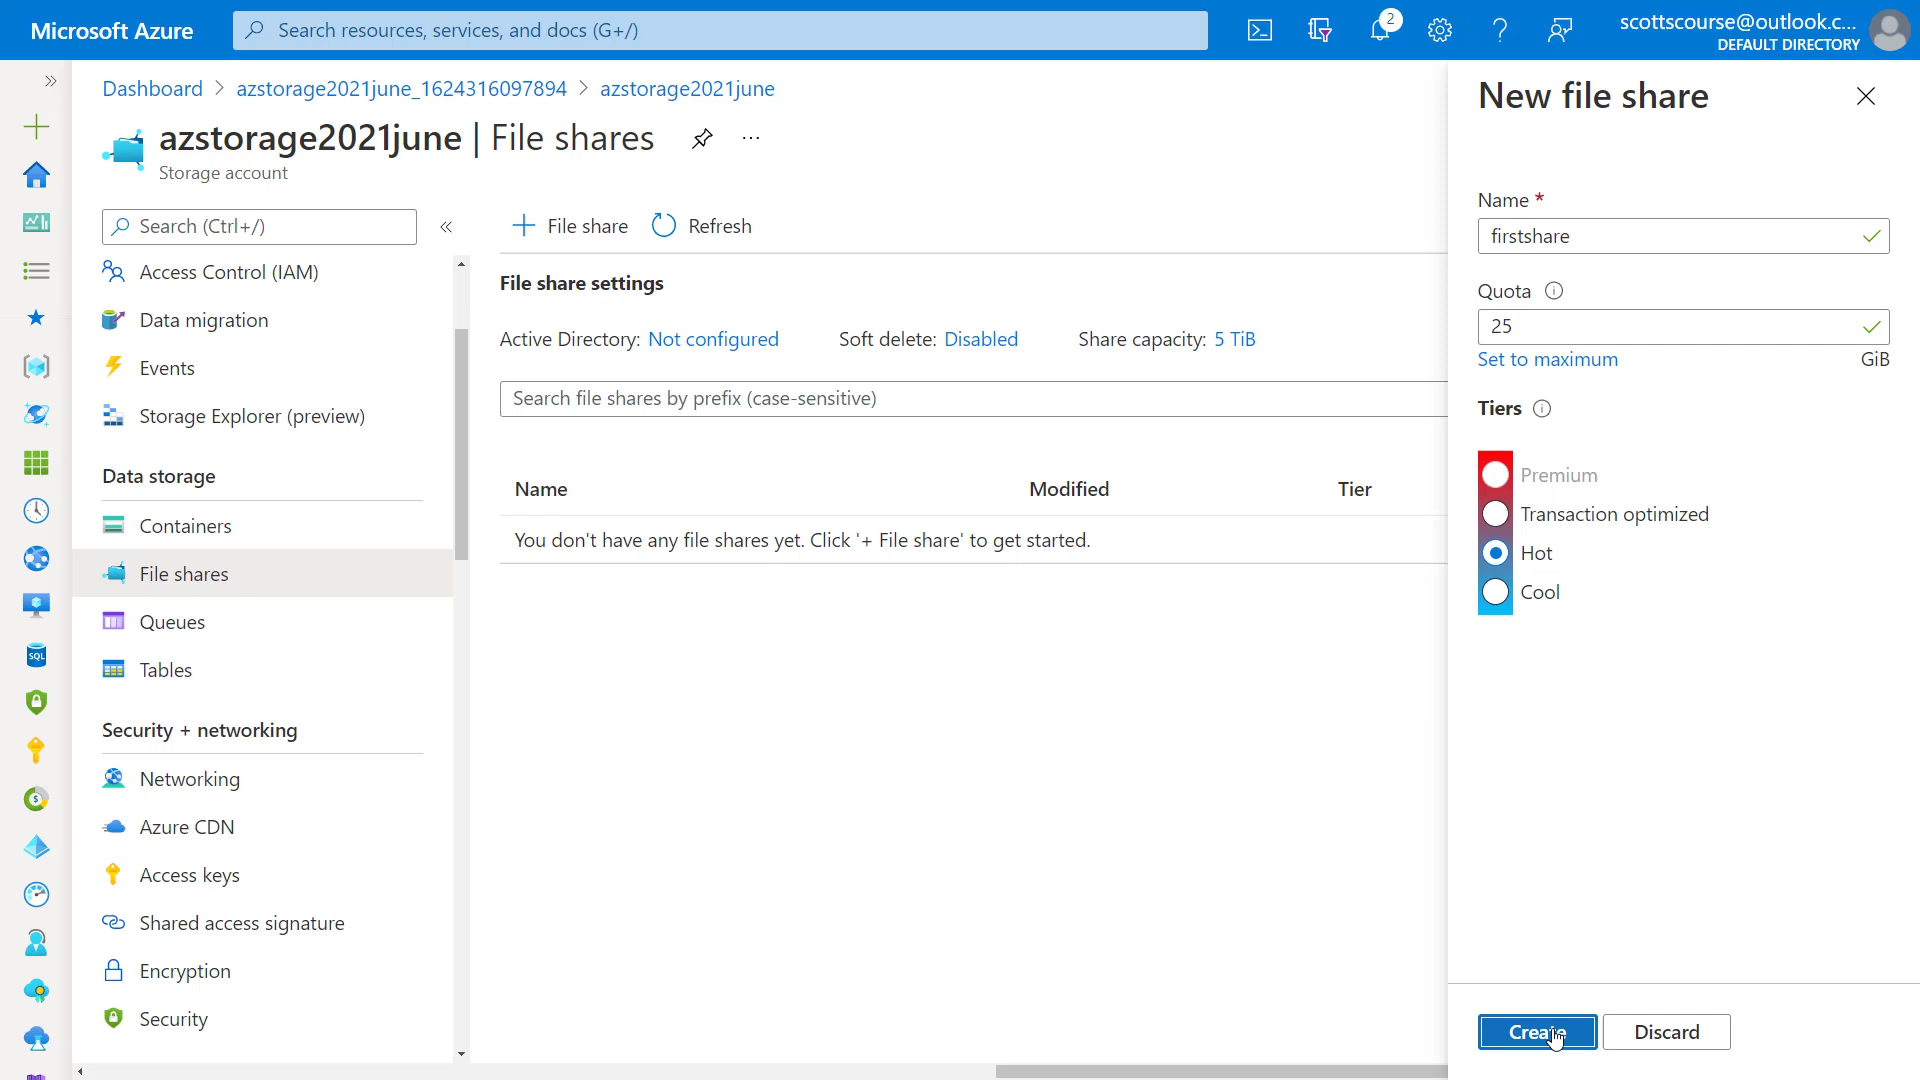 Microsoft Azure
Search resources, services, and docs (G+/)
2
scottscourse@outlook.c...
DEFAULT DIRECTORY
Dashboard > azstorage2021june_1624316097894 > azstorage2021june
azstorage2021june | File shares
Storage account
Search (Ctrl+/)
Access Control (IAM)
Data migration
Events
Storage Explorer (preview)
Data storage
Containers
File shares
Queues
Tables
Security + networking
Networking
Azure CDN
Access keys
Shared access signature
Encryption
Security
SQL
File share
Refresh
File share settings
Active Directory: Not configured
Soft delete: Disabled
Share capacity: 5 TiB
Search file shares by prefix (case-sensitive)
Name
Modified
Tier
You don't have any file shares yet. Click '+ File share' to get started.
New file share
Name *
firstshare
Quota
25
Set to maximum
GiB
Tiers
Premium
Transaction optimized
Hot
Cool
Create
Discard